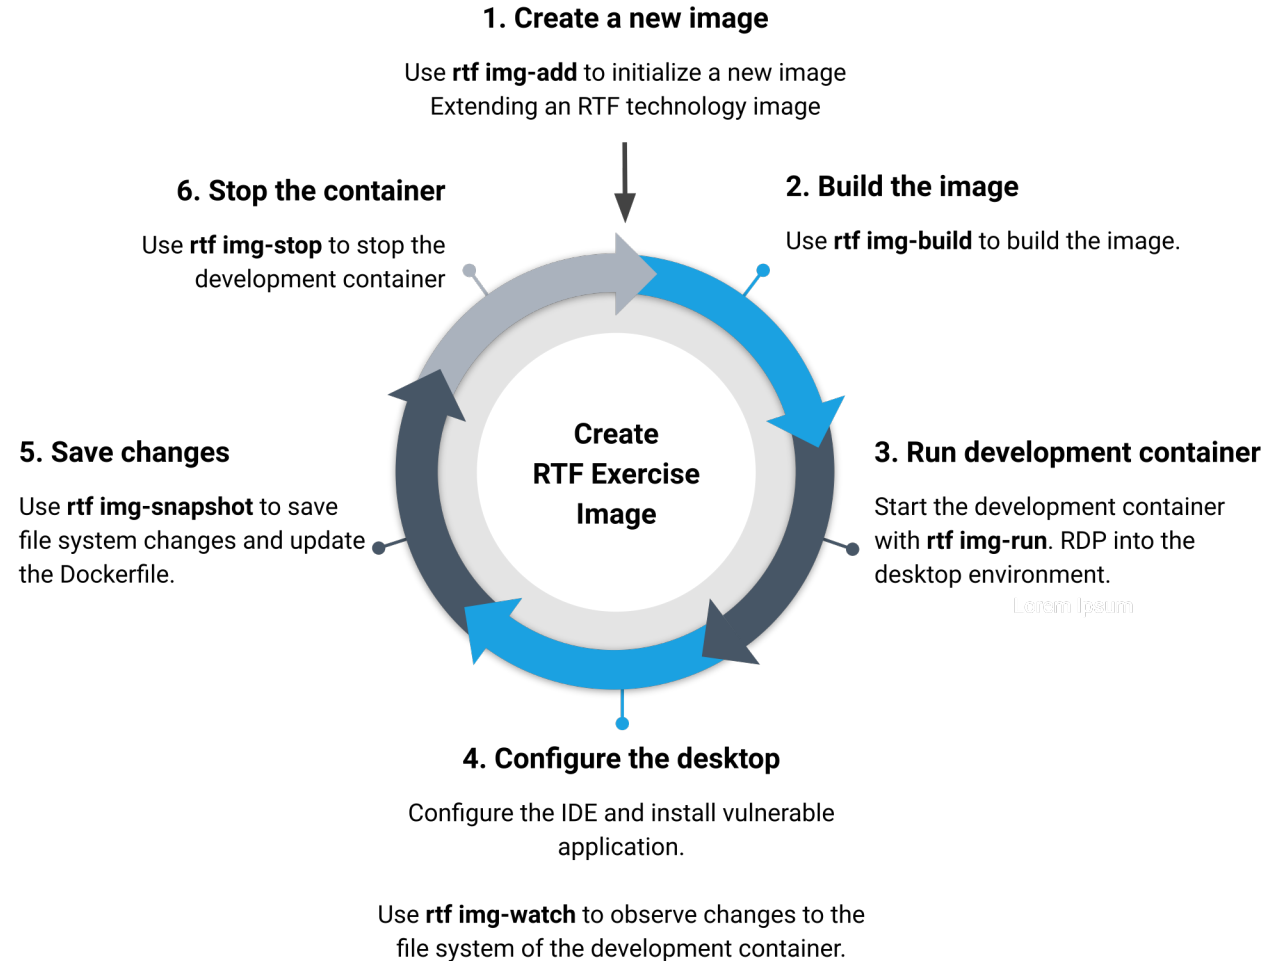 1. Create a new image
Use rtf img-add to initialize a new image
Extending an RTF technology image
2. Build the image
Use rtf img-build to build the image.
3. Run development container
Start the development container
with rtf img-run. RDP into the
desktop environment.
Lorem Ipsum
4. Configure the desktop
Configure the IDE and install vulnerable
application.
Use rtf img-watch to observe changes to the
file system of the development container.
5. Save changes
Use rtf img-snapshot to save
file system changes and update
the Dockerfile.
6. Stop the container
Use rtf img-stop to stop the
development container
Create
RTF Exercise
Image